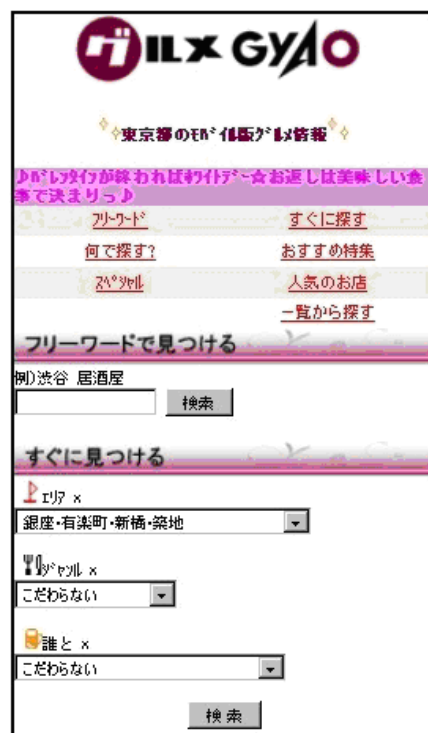 グルメ GYAO
東京都のﾓﾊﾞｲﾙ版ｸﾞﾙﾒ情報
♪ﾊﾞﾚﾝﾀｲﾝが終わればﾎﾜｲﾄﾃﾞｰ☆お返しは美味しい食
事で決まりっ♪
ﾌﾘｰﾜｰﾄﾞ すぐに探す
何で探す? おすすめ特集
ｽﾍﾟｼｬﾙ 人気のお店
一覧から探す
フリーワードで見つける
例)渋谷 居酒屋
検索
すぐに見つける
ｴﾘｱ ×
銀座･有楽町･新橋･築地
ｼﾞｬﾝﾙ ×
こだわらない
誰と ×
こだわらない
検 索